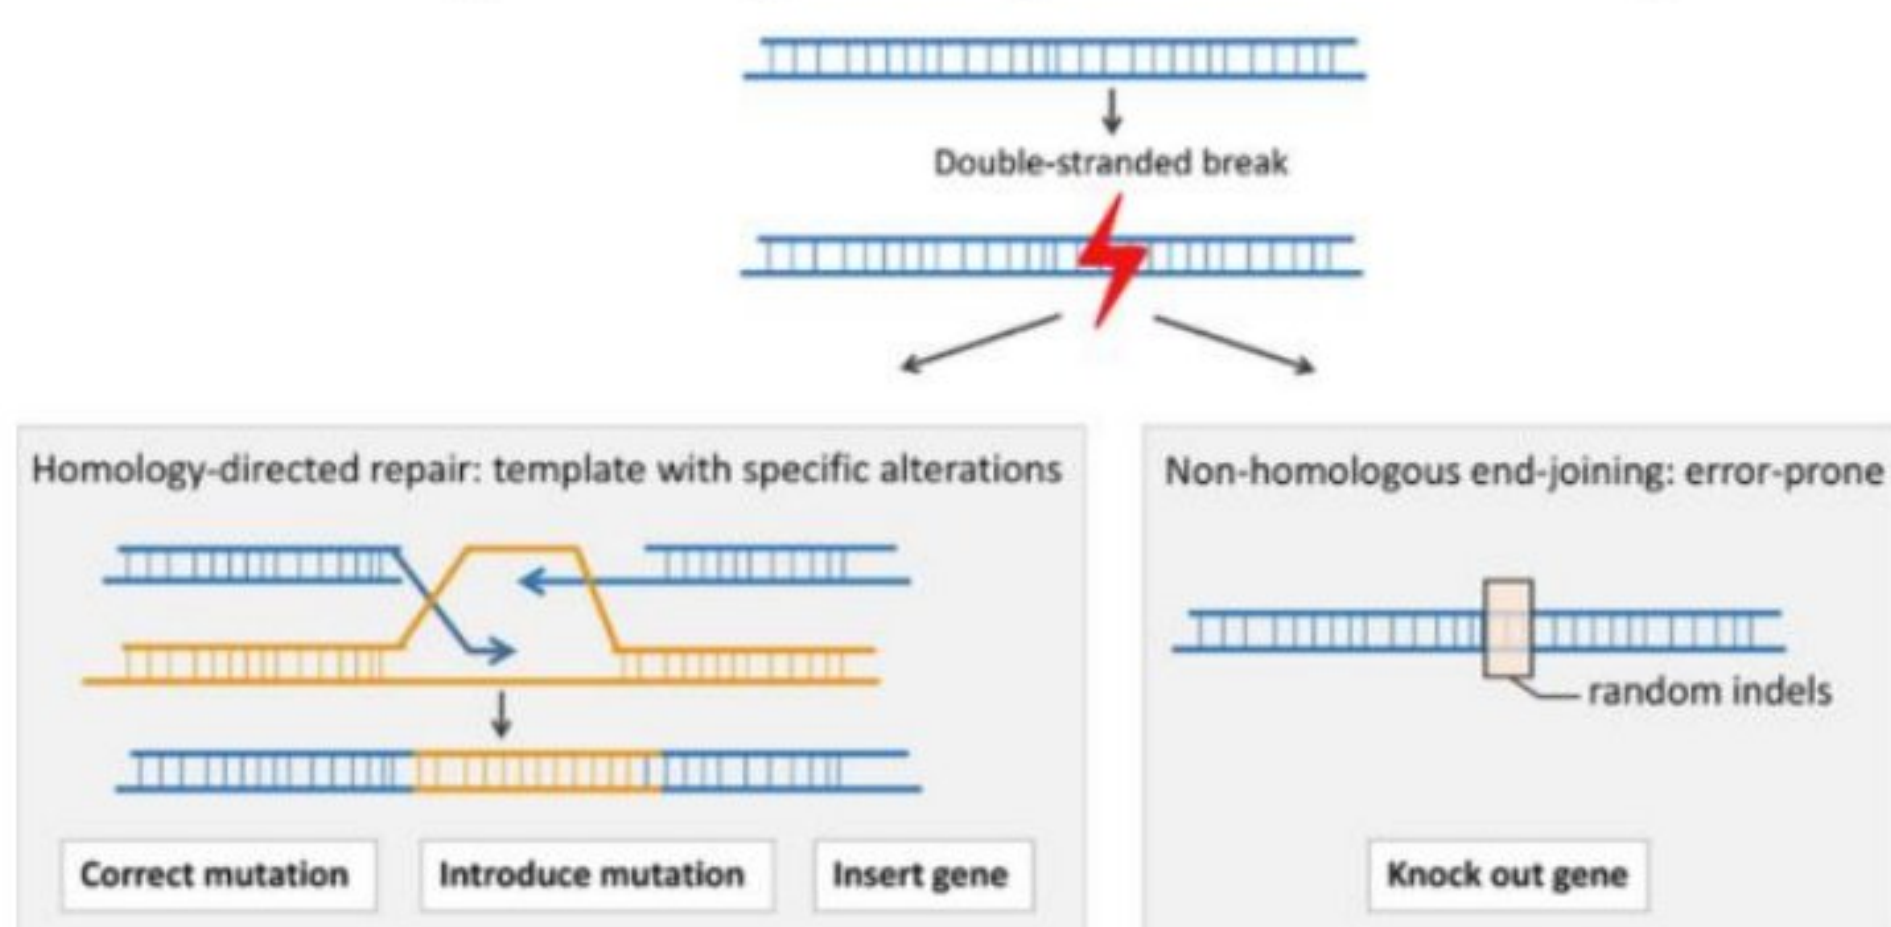 Double-stranded break
Homology-directed repair: template with specific alterations
Non-homologous end-joining: error-prone
random indels
Correct mutation
Introduce mutation
Insert gene
Knock out gene